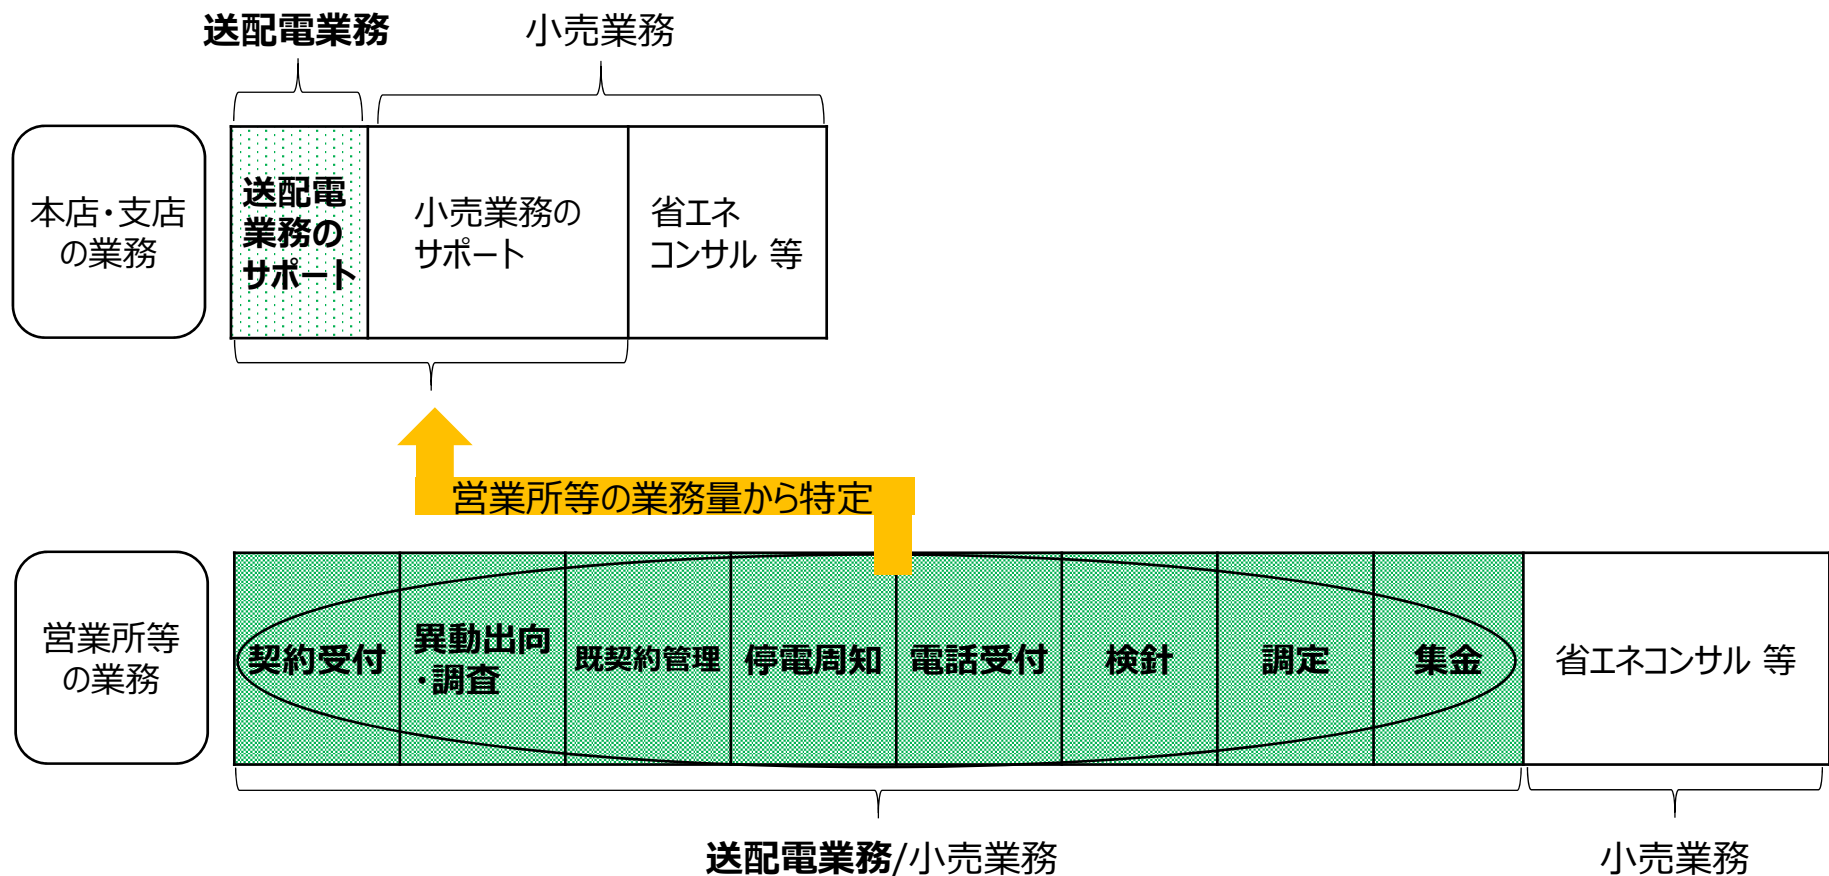 送配電業務
小売業務
本店・支店
の業務
送配電
業務の
サポート
小売業務の
サポート
省エネ
コンサル 等
営業所等の業務量から特定
営業所等
の業務
契約受付
異動出向
・調査
既契約管理
停電周知
電話受付
検針
調定
集金
省エネコンサル 等
送配電業務/小売業務
小売業務